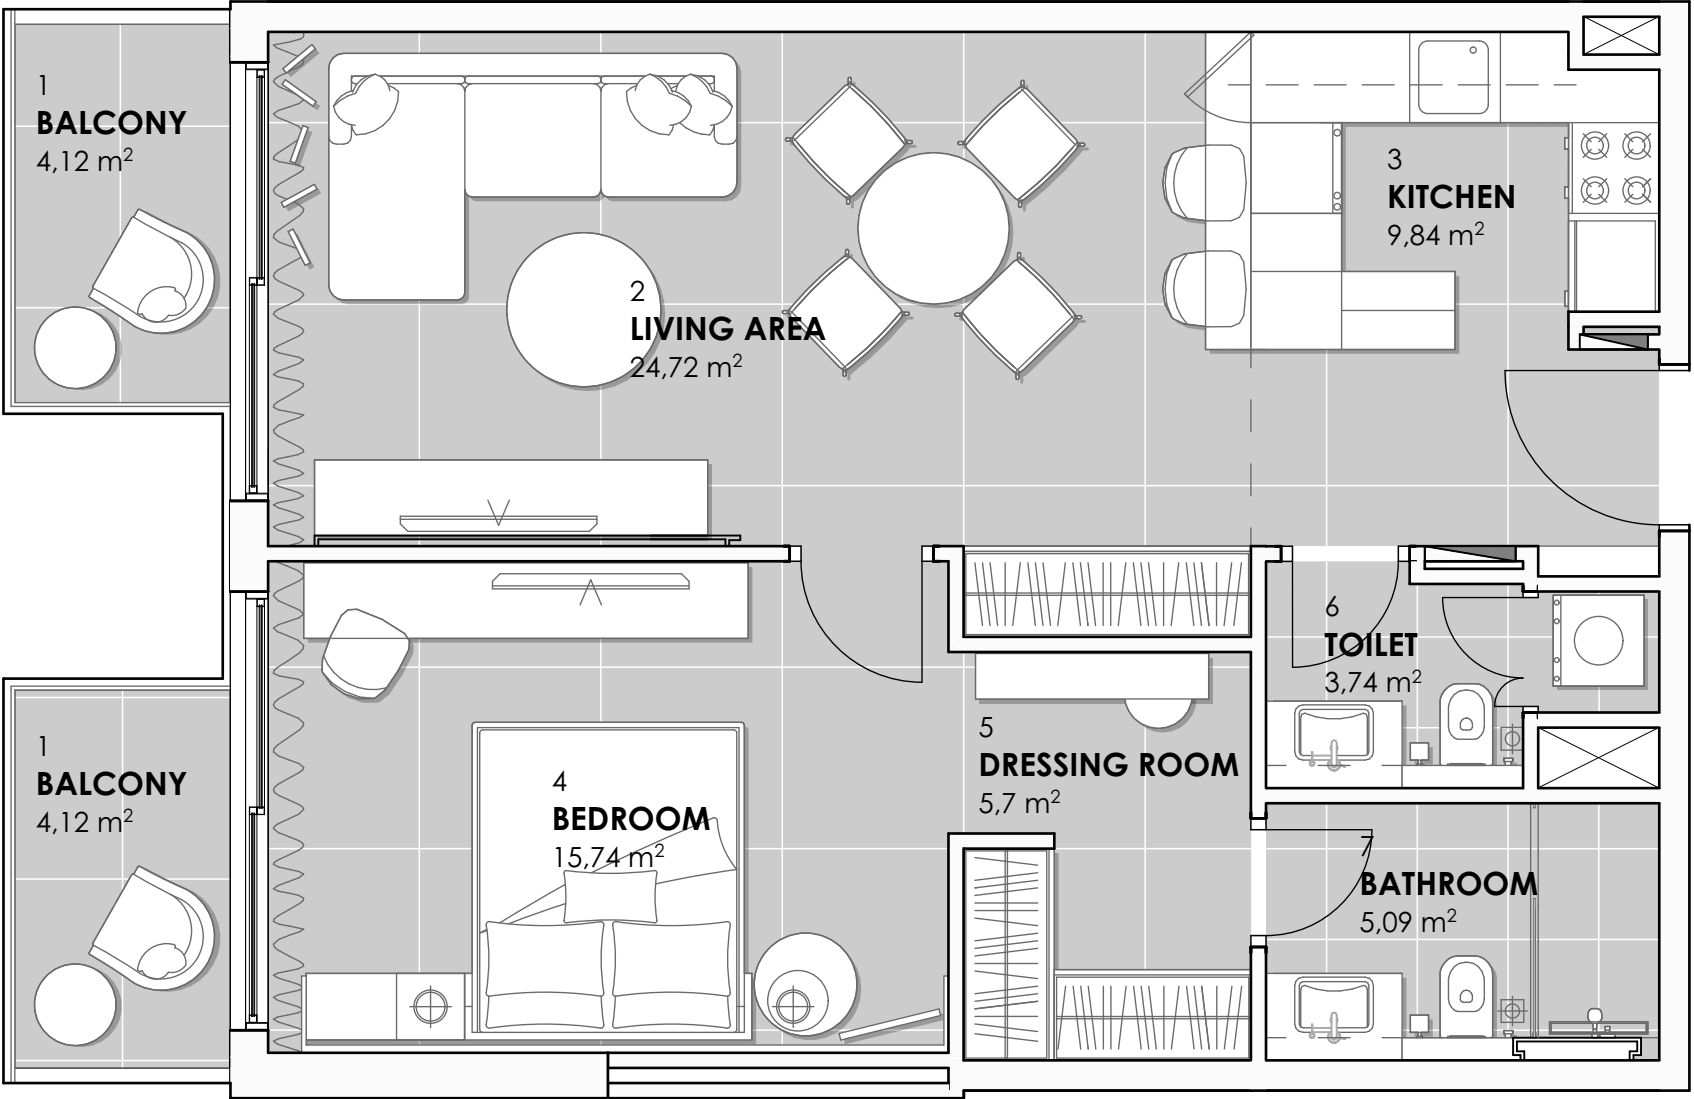 1
BALCONY
4,12 m²
2
LIVING AREA
24,72 m²
3
KITCHEN
9,84 m²
1
BALCONY
4,12 m²
4
BEDROOM
15,74 m²
5
DRESSING ROOM
5,7 m²
6
TOILET
3,74 m²
7
BATHROOM
5,09 m²